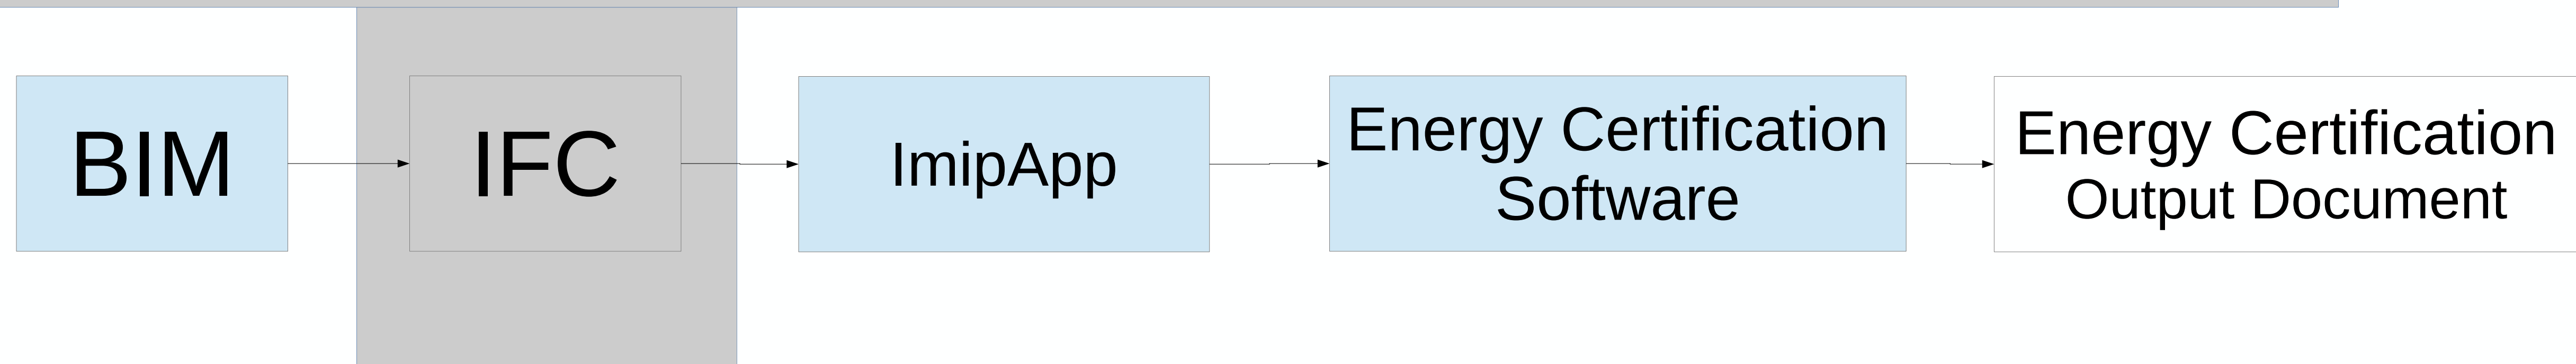 BIM
IFC
ImipApp
Energy Certification
Software
Energy Certification
Output Document